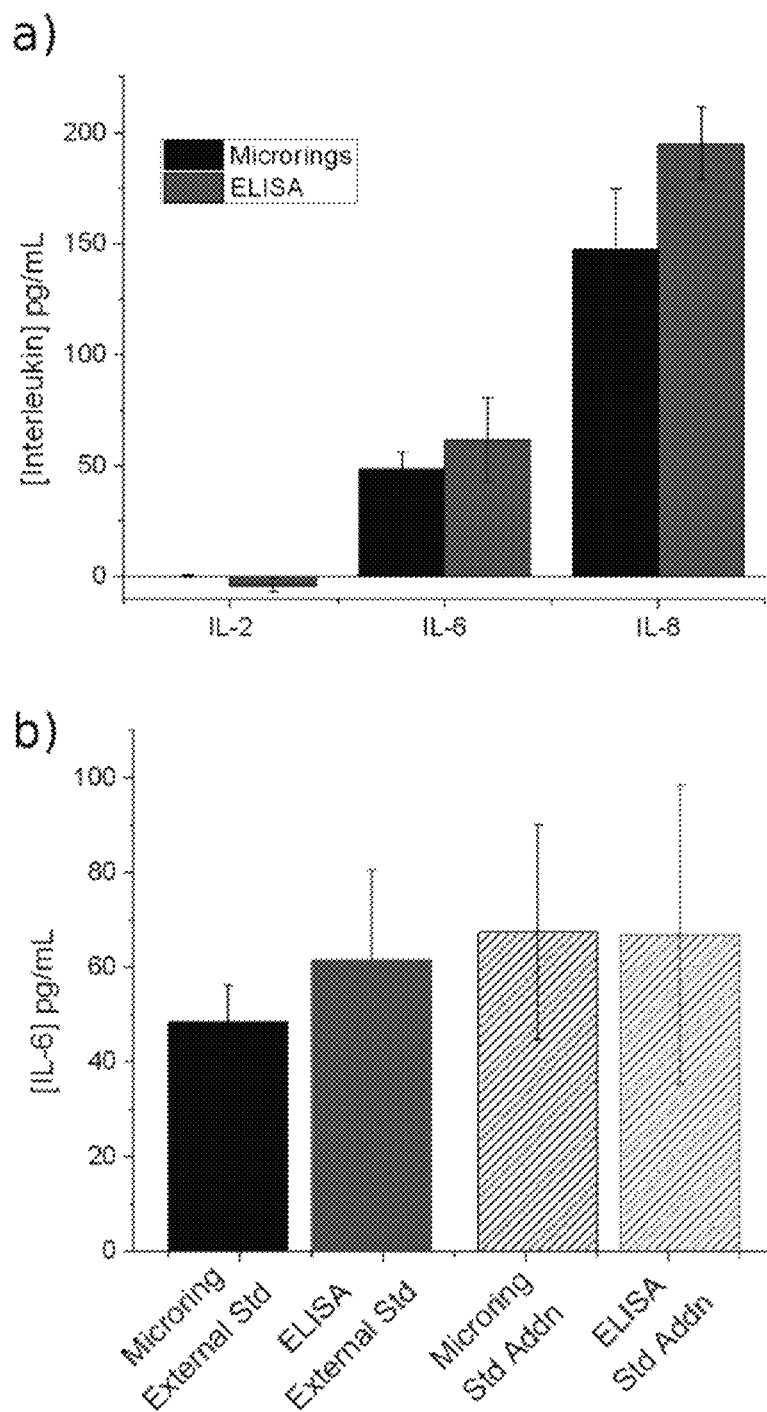 a)
200
150
100
50
0
[Interleukin] pg/mL
Microrings
ELISA
IL-2
IL-6
IL-8
b)
100
80
60
40
20
0
[IL-6] pg/mL
Microring
External Std
ELISA
External Std
Microring
Std Addn
ELISA
Std Addn